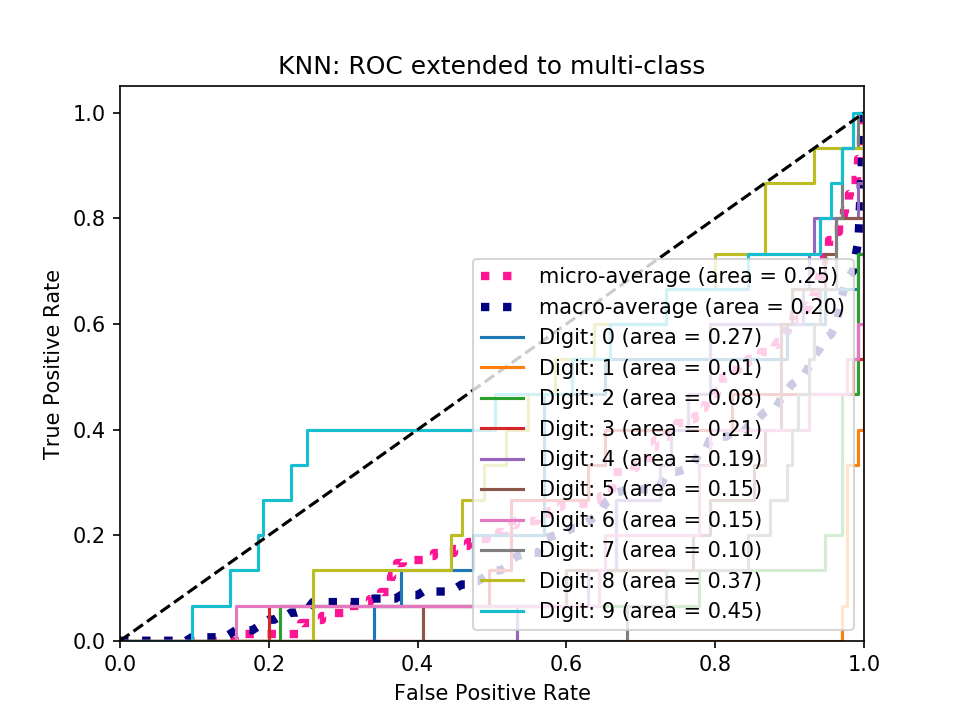 KNN: ROC extended to multi-class
True Positive Rate
1.0
0.8
0.6
0.4
0.2
0.0
micro-average (area = 0.25)
macro-average (area = 0.20)
Digit: 0 (area = 0.27)
Digit: 1 (area = 0.01)
Digit: 2 (area = 0.08)
Digit: 3 (area = 0.21)
Digit: 4 (area = 0.19)
Digit: 5 (area = 0.15)
Digit: 6 (area = 0.15)
Digit: 7 (area = 0.10)
Digit: 8 (area = 0.37)
Digit: 9 (area = 0.45)
0.0 0.2 0.4 0.6 0.8 1.0
False Positive Rate